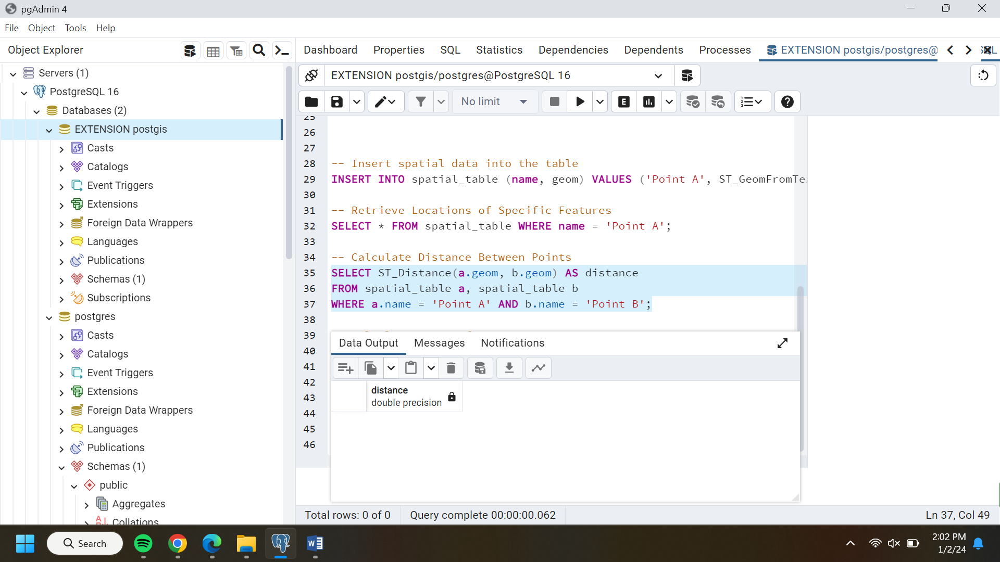 pgAdmin 4
File Object Tools Help
Object Explorer
Dashboard Properties SQL Statistics Dependencies Dependents Processes EXTENSION postgis/postgres@
Servers (1)
PostgreSQL 16
Databases (2)
EXTENSION postgis
Casts
Catalogs
Event Triggers
Extensions
Foreign Data Wrappers
Languages
Publications
Schemas (1)
Subscriptions
postgres
Casts
Catalogs
Event Triggers
Extensions
Foreign Data Wrappers
Languages
Publications
Schemas (1)
public
Aggregates
Collations
EXTENSION postgis/postgres@PostgreSQL 16
No limit
E
25
26
27
28 -- Insert spatial data into the table
29 INSERT INTO spatial_table (name, geom) VALUES ('Point A', ST_GeomFromTe
30
31 -- Retrieve Locations of Specific Features
32 SELECT * FROM spatial_table WHERE name = 'Point A';
33
34 -- Calculate Distance Between Points
35 SELECT ST_Distance(a.geom, b.geom) AS distance
36 FROM spatial_table a, spatial_table b
37 WHERE a.name = 'Point A' AND b.name = 'Point B';
38
39
40
41
42
43
44
45
46
Data Output Messages Notifications
distance
double precision
Total rows: 0 of 0 Query complete 00:00:00.062 Ln 37, Col 49
Search
2:02 PM
1/2/24